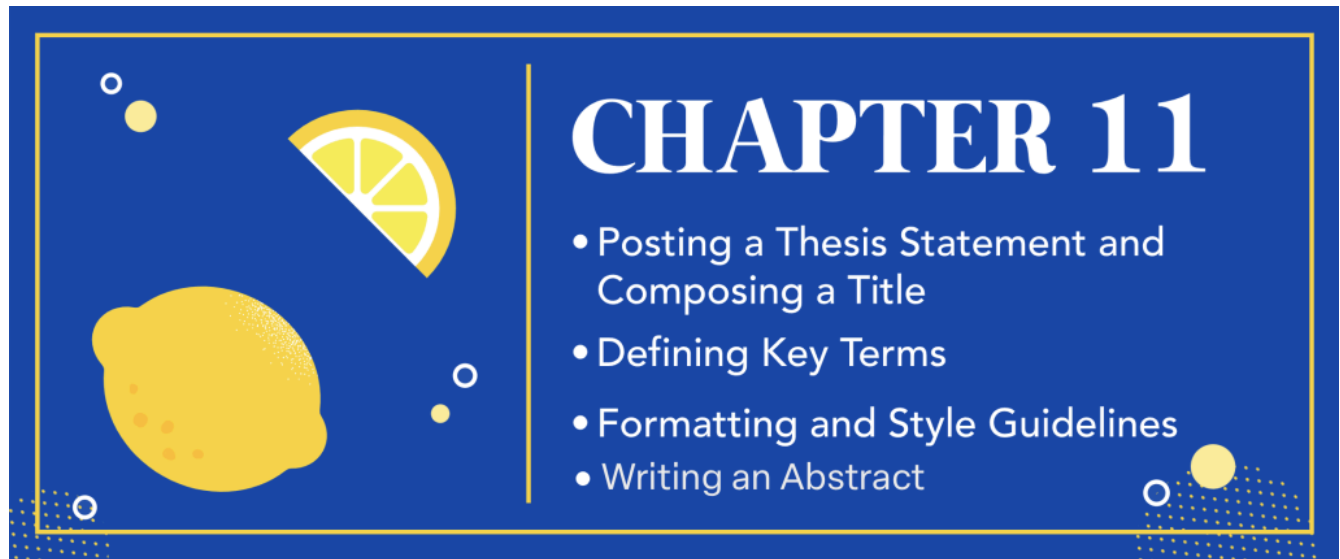 CHAPTER 11
• Posting a Thesis Statement and
Composing a Title
• Defining Key Terms
• Formatting and Style Guidelines
• Writing an Abstract